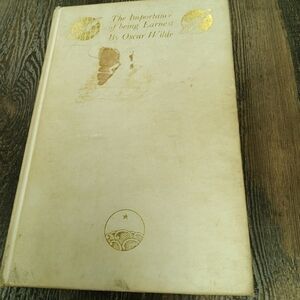 The Importance
of being Earnest
By Oscar Wilde